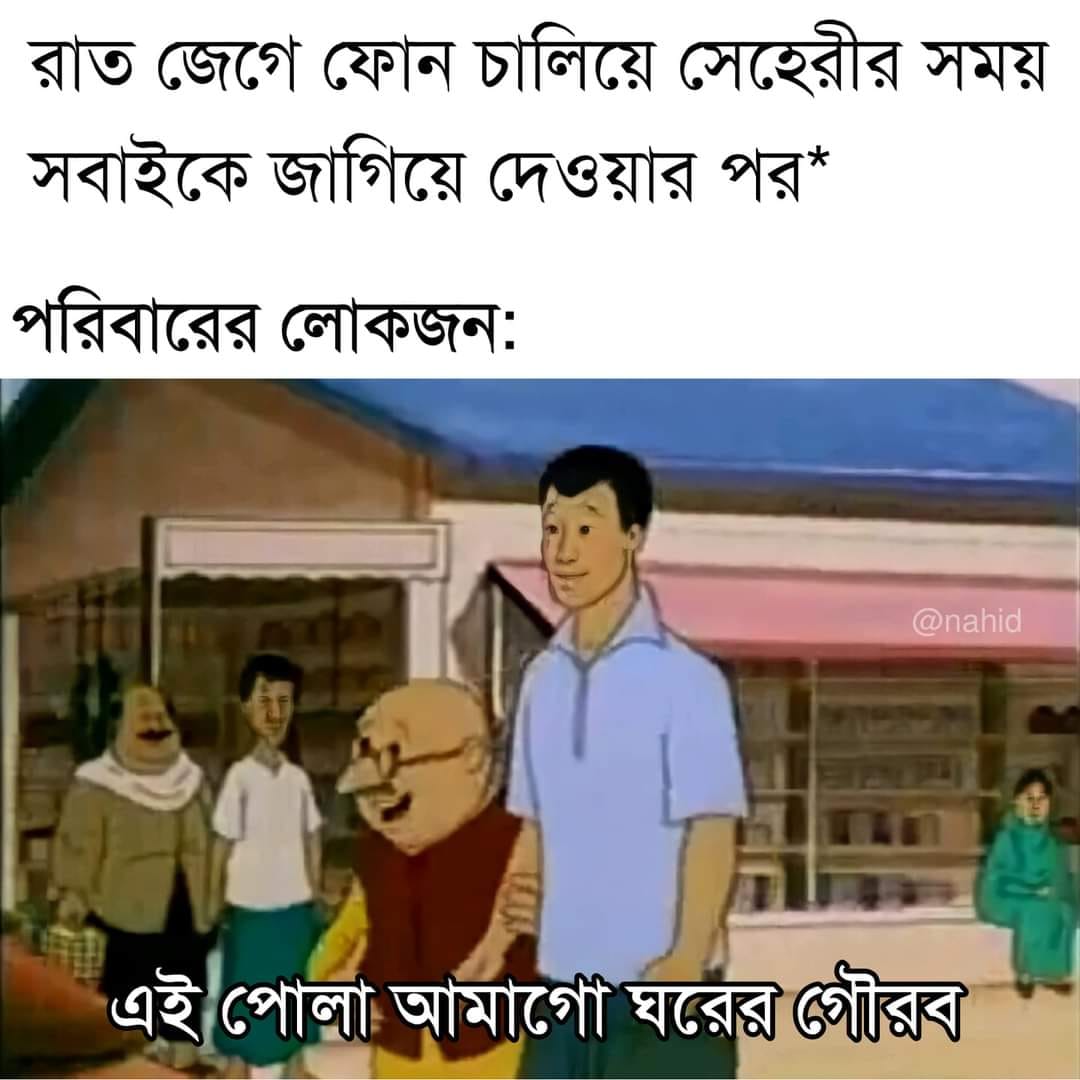 রাত জেগে ফোন চালিয়ে সেহেরীর সময়
সবাইকে জাগিয়ে দেওয়ার পর*
পরিবারের লোকজন:
@nahid
এই পোলা আমাগো ঘরের গৌরব